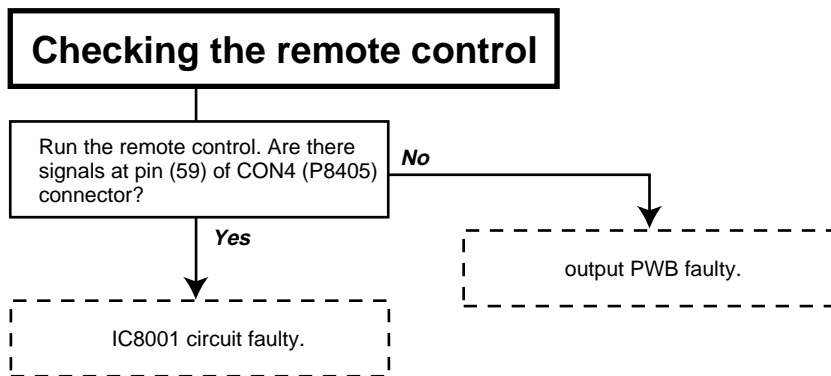 Checking the remote control
Run the remote control. Are there
signals at pin (59) of CON4 (P8405)
connector?
No
Yes
output PWB faulty.
IC8001 circuit faulty.